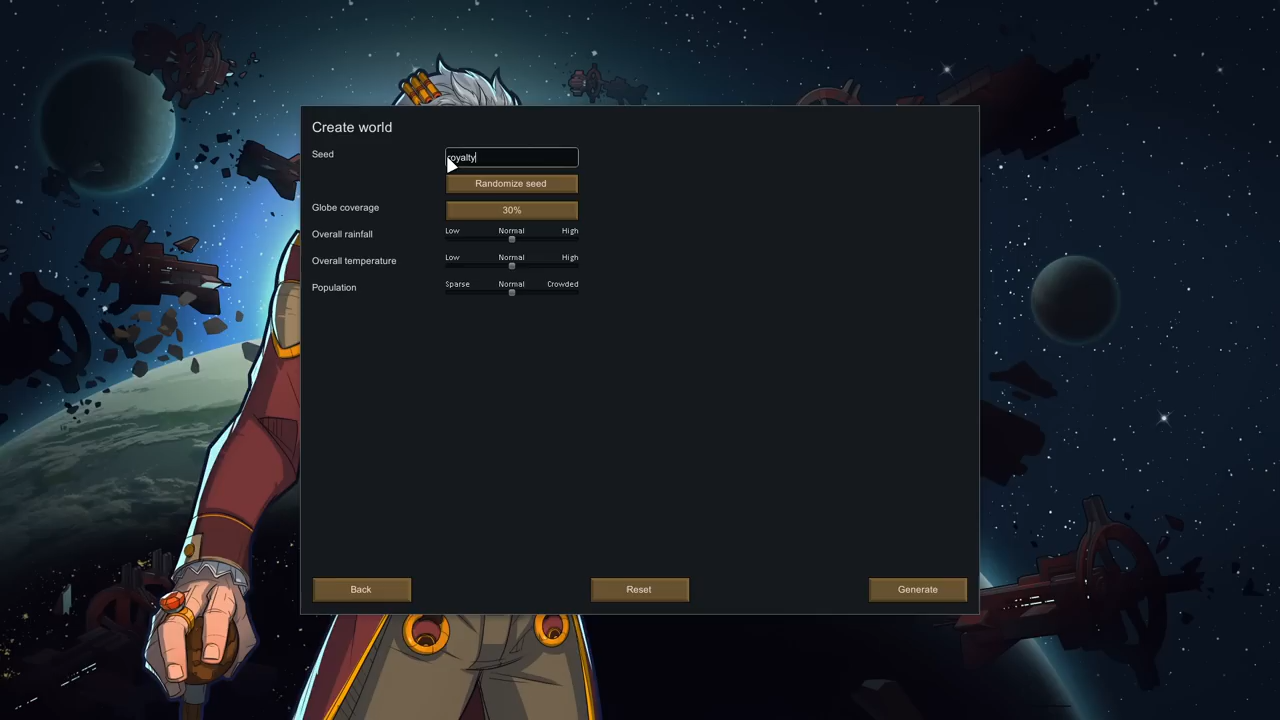 Create world
Seed royalty
Randomize seed
Globe coverage 30%
Overall rainfall Low Normal High
Overall temperature Low Normal High
Population Sparse Normal Crowded
Back Reset Generate